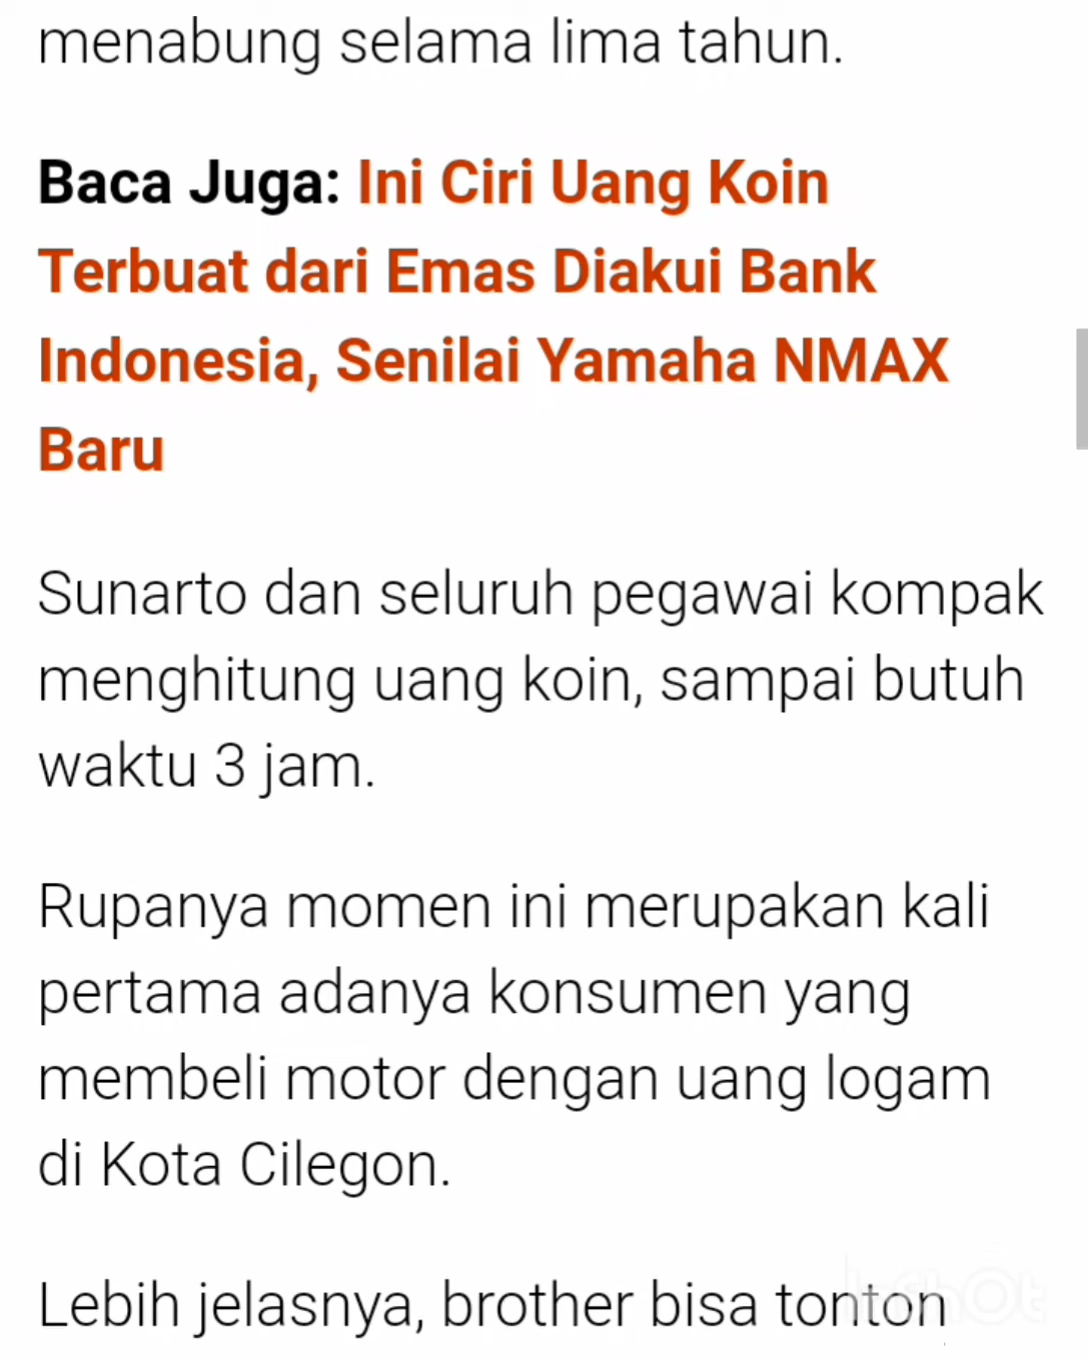 menabung selama lima tahun.
Baca Juga: Ini Ciri Uang Koin
Terbuat dari Emas Diakui Bank
Indonesia, Senilai Yamaha NMAX
Baru
Sunarto dan seluruh pegawai kompak
menghitung uang koin, sampai butuh
waktu 3 jam.
Rupanya momen ini merupakan kali
pertama adanya konsumen yang
membeli motor dengan uang logam
di Kota Cilegon.
Lebih jelasnya, brother bisa tonton